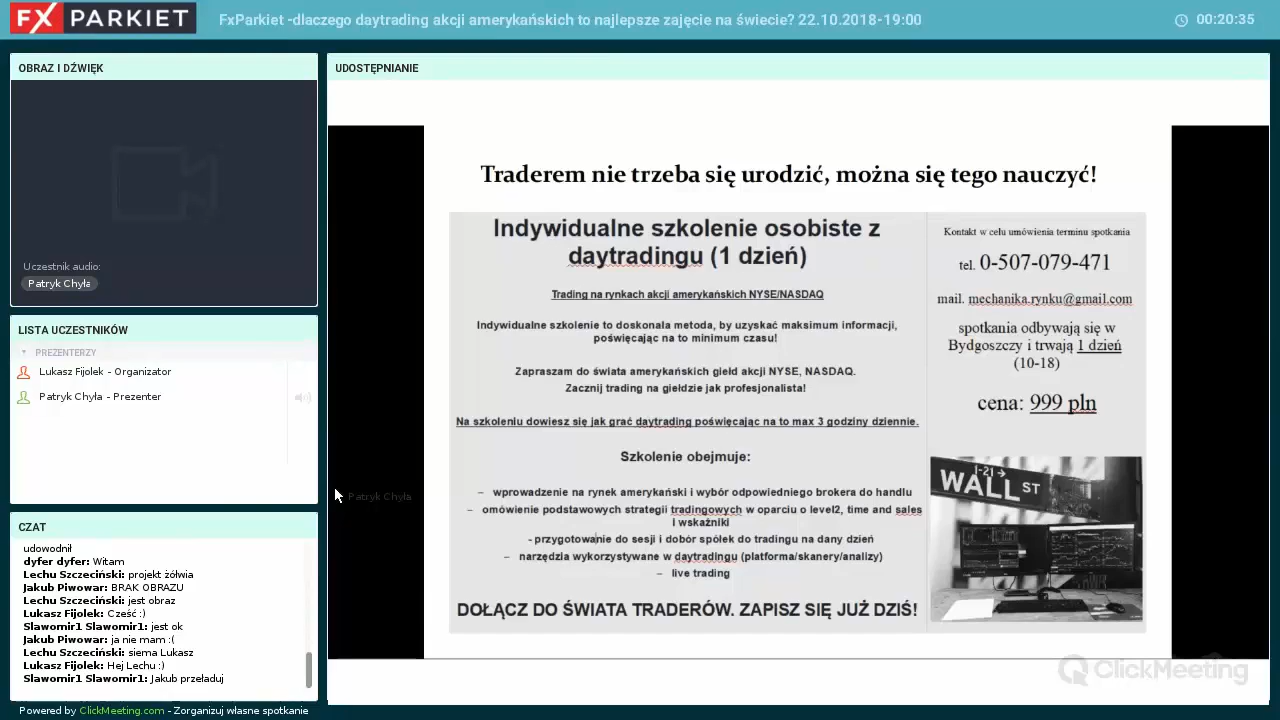 FX PARKIET
FxParkiet -dlaczego daytrading akcji amerykańskich to najlepsze zajęcie na świecie? 22.10.2018-19:00
00:20:35
OBRAZ I DŹWIĘK
Uczestnik audio:
Patryk Chyła
LISTA UCZESTNIKÓW
PREZENTERZY
Lukasz Fijolek - Organizator
Patryk Chyła - Prezenter
CZAT
udowodnił
dyfer dyfer: Witam
Lechu Szczeciński: projekt żółwia
Jakub Piwowar: BRAK OBRAZU
Lechu Szczeciński: jest obraz
Lukasz Fijolek: Cześć :)
Slawomir1 Slawomir1: jest ok
Jakub Piwowar: ja nie mam :(
Lechu Szczeciński: siema Lukasz
Lukasz Fijolek: Hej Lechu :)
Slawomir1 Slawomir1: Jakub przeładuj
Powered by ClickMeeting.com - Zorganizuj własne spotkanie
UDOSTĘPNIANIE
Patryk Chyła
Traderem nie trzeba się urodzić, można się tego nauczyć!
Indywidualne szkolenie osobiste z
daytradingu (1 dzień)
Trading na rynkach akcji amerykańskich NYSE/NASDAQ
Indywidualne szkolenie to doskonala metoda, by uzyskać maksimum informacji,
poświęcając na to minimum czasu!
Zapraszam do świata amerykańskich giełd akcji NYSE, NASDAQ.
Zacznij trading na giełdzie jak profesjonalista!
Na szkoleniu dowiesz się jak grać daytrading poświęcając na to max 3 godziny dziennie.
Szkolenie obejmuje:
– wprowadzenie na rynek amerykański i wybór odpowiedniego brokera do handlu
– omówienie podstawowych strategii tradingowych w oparciu o level2, time and sales
i wskaźniki
- przygotowanie do sesji i dobór spółek do tradingu na dany dzień
– narzędzia wykorzystywane w daytradingu (platforma/skanery/analizy)
– live trading
DOŁĄCZ DO ŚWIATA TRADERÓW. ZAPISZ SIĘ JUŻ DZIŚ!
Kontakt w celu umówienia terminu spotkania
tel. 0-507-079-471
mail. mechanika.rynku@gmail.com
spotkania odbywają się w
Bydgoszczy i trwają 1 dzień
(10-18)
cena: 999 pln
1-21→
WALL ST
ClickMeeting